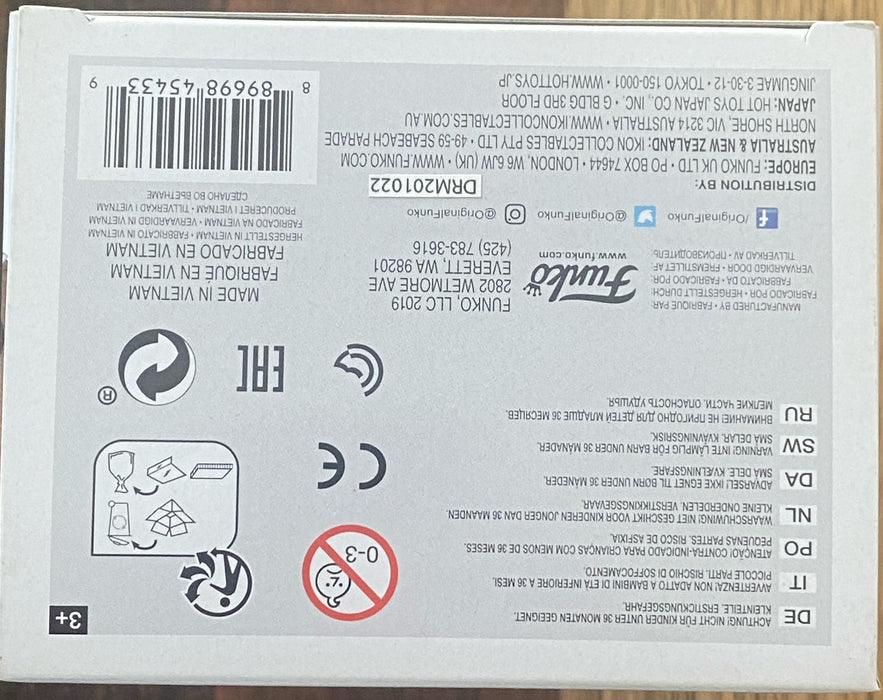 3+
DE ACHTUNG! NICHT FÜR KINDER UNTER 36 MONATEN GEEIGNET.
KLEINTEILE. ERSTICKUNGSGEFAHR.
IT AVVERTENZA! NON ADATTO A BAMBINI DI ETÀ INFERIORE A 36 MESI.
PICCOLE PARTI. RISCHIO DI SOFFOCAMENTO.
PO ATENÇÃO! CONTRA-INDICADO PARA CRIANÇAS COM MENOS DE 36 MESES.
PEQUENAS PARTES. RISCO DE ASFIXIA.
NL WAARSCHUWING! NIET GESCHIKT VOOR KINDEREN JONGER DAN 36 MAANDEN.
KLEINE ONDERDELEN. VERSTIKKINGSGEVAAR.
DA ADVARSEL! IKKE EGNET TIL BØRN UNDER 36 MÅNEDER.
SMÅ DELE. KVÆLNINGSFARE.
SW VARNING! INTE LÄMPLIG FÖR BARN UNDER 36 MÅNADER.
SMÅ DELAR. KVÄVNINGSRISK.
RU ВНИМАНИЕ! НЕ ПРИГОДНО ДЛЯ ДЕТЕЙ МЛАДШЕ 36 МЕСЯЦЕВ.
МЕЛКИЕ ЧАСТИ. ОПАСНОСТЬ УДУШЬЯ.
0-3
CE
EAC
®
MANUFACTURED BY • FABRIQUÉ PAR:
FABRICADO POR • HERGESTELLT DURCH:
FABBRICATO DA • FABRICADO POR:
VERVAARDIGD DOOR • FREMSTILLET AF:
TILLVERKAD AV • ПРОИЗВОДИТЕЛЬ:
Funko
www.funko.com
FUNKO, LLC 2019
2802 WETMORE AVE
EVERETT, WA 98201
(425) 783-3616
MADE IN VIETNAM
FABRIQUÉ EN VIETNAM
FABRICADO EN VIETNAM
HERGESTELLT IN VIETNAM • FABBRICATO IN VIETNAM
FABRICADO NA VIETNAM • VERVAARDIGD IN VIETNAM
PRODUCERET I VIETNAM • TILLVERKAD I VIETNAM
СДЕЛАНО ВО ВЬЕТНАМЕ
/OriginalFunko @OriginalFunko @OriginalFunko
DISTRIBUTION BY:
DRM201022
EUROPE: FUNKO UK LTD • PO BOX 74644 • LONDON, W6 6JW (UK) • WWW.FUNKO.COM
AUSTRALIA & NEW ZEALAND: IKON COLLECTABLES PTY LTD • 49-59 SEABEACH PARADE
NORTH SHORE, VIC 3214 AUSTRALIA • WWW.IKONCOLLECTABLES.COM.AU
JAPAN: HOT TOYS JAPAN CO., INC. • G BLDG 3RD FLOOR
JINGUMAE 3-30-12 • TOKYO 150-0001 • WWW.HOTTOYS.JP
8 89698 45433 9